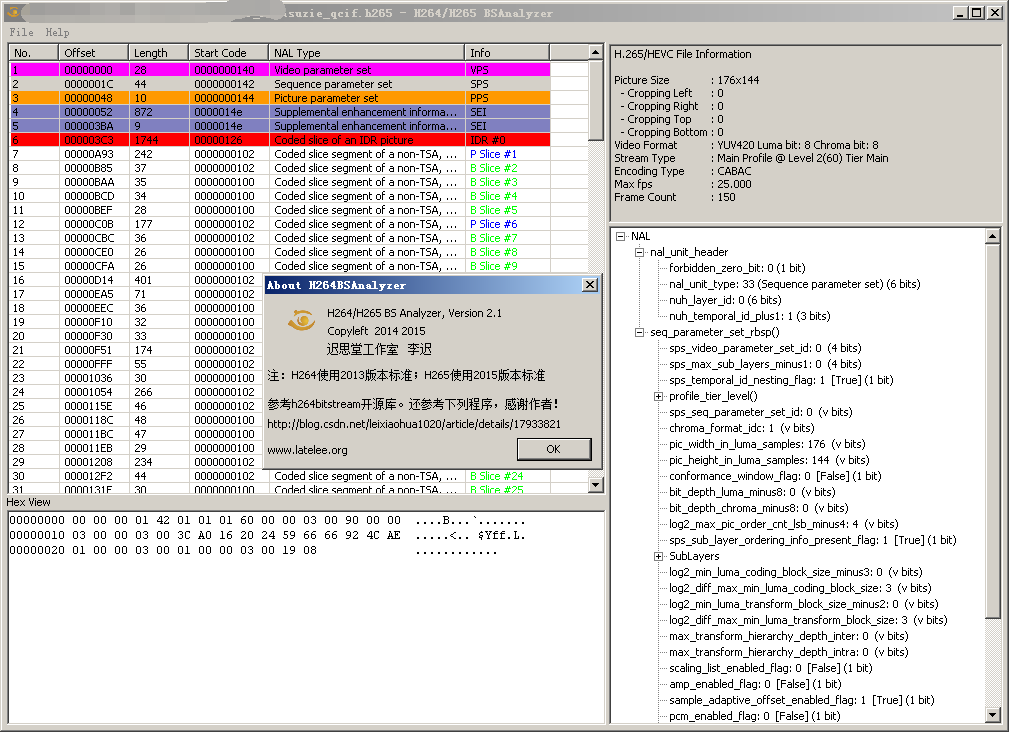 suzie_qcif.h265 - H264/H265 BSAnalyzer
File Help
No. Offset Length Start Code NAL Type Info
1 00000000 28 0000000140 Video parameter set VPS
2 0000001C 44 0000000142 Sequence parameter set SPS
3 00000048 10 0000000144 Picture parameter set PPS
4 00000052 872 0000014e Supplemental enhancement informa... SEI
5 000003BA 9 0000014e Supplemental enhancement informa... SEI
6 000003C3 1744 00000126 Coded slice of an IDR picture IDR #0
7 00000A93 242 0000000102 Coded slice segment of a non-TSA, ... P Slice #1
8 00000B85 37 0000000102 Coded slice segment of a non-TSA, ... B Slice #2
9 00000BAA 35 0000000100 Coded slice segment of a non-TSA, ... B Slice #3
10 00000BCD 34 0000000100 Coded slice segment of a non-TSA, ... B Slice #4
11 00000BEF 28 0000000100 Coded slice segment of a non-TSA, ... B Slice #5
12 00000C0B 177 0000000102 Coded slice segment of a non-TSA, ... P Slice #6
13 00000CBC 36 0000000102 Coded slice segment of a non-TSA, ... B Slice #7
14 00000CE0 26 0000000100 Coded slice segment of a non-TSA, ... B Slice #8
15 00000CFA 26 0000000100 Coded slice segment of a non-TSA, ... B Slice #9
16 00000D14 401 0000000102
17 00000EA5 71 0000000102
18 00000EEC 36 0000000100
19 00000F10 32 0000000100
20 00000F30 33 0000000100
21 00000F51 174 0000000102
22 00000FFF 55 0000000102
23 00001036 30 0000000100
24 00001054 266 0000000102
25 0000115E 46 0000000102
26 0000118C 48 0000000100
27 000011BC 47 0000000100
28 000011EB 29 0000000100
29 00001208 234 0000000102
30 000012F2 44 0000000102 Coded slice segment of a non-TSA, ... B Slice #24
31 0000131E 30 0000000100 Coded slice segment of a non-TSA, ... B Slice #25
About H264BSAnalyzer
H264/H265 BS Analyzer, Version 2.1
Copyleft 2014 2015
迟思堂工作室 李迟
注：H264使用2013版本标准；H265使用2015版本标准
参考h264bitstream开源库。还参考下列程序，感谢作者！
http://blog.csdn.net/leixiaohua1020/article/details/17933821
www.latelee.org
OK
Hex View
00000000 00 00 00 01 42 01 01 01 60 00 00 03 00 90 00 00 ....B...`.......
00000010 03 00 00 03 00 3C A0 16 20 24 59 66 66 92 4C AE .....<.. $Yff.L.
00000020 01 00 00 03 00 01 00 00 03 00 19 08 ............
H.265/HEVC File Information
Picture Size : 176x144
- Cropping Left : 0
- Cropping Right : 0
- Cropping Top : 0
- Cropping Bottom : 0
Video Format : YUV420 Luma bit: 8 Chroma bit: 8
Stream Type : Main Profile @ Level 2(60) Tier Main
Encoding Type : CABAC
Max fps : 25.000
Frame Count : 150
NAL
nal_unit_header
forbidden_zero_bit: 0 (1 bit)
nal_unit_type: 33 (Sequence parameter set) (6 bits)
nuh_layer_id: 0 (6 bits)
nuh_temporal_id_plus1: 1 (3 bits)
seq_parameter_set_rbsp()
sps_video_parameter_set_id: 0 (4 bits)
sps_max_sub_layers_minus1: 0 (4 bits)
sps_temporal_id_nesting_flag: 1 [True] (1 bit)
profile_tier_level()
sps_seq_parameter_set_id: 0 (v bits)
chroma_format_idc: 1 (v bits)
pic_width_in_luma_samples: 176 (v bits)
pic_height_in_luma_samples: 144 (v bits)
conformance_window_flag: 0 [False] (1 bit)
bit_depth_luma_minus8: 0 (v bits)
bit_depth_chroma_minus8: 0 (v bits)
log2_max_pic_order_cnt_lsb_minus4: 4 (v bits)
sps_sub_layer_ordering_info_present_flag: 1 [True] (1 bit)
SubLayers
log2_min_luma_coding_block_size_minus3: 0 (v bits)
log2_diff_max_min_luma_coding_block_size: 3 (v bits)
log2_min_luma_transform_block_size_minus2: 0 (v bits)
log2_diff_max_min_luma_transform_block_size: 3 (v bits)
max_transform_hierarchy_depth_inter: 0 (v bits)
max_transform_hierarchy_depth_intra: 0 (v bits)
scaling_list_enabled_flag: 0 [False] (1 bit)
amp_enabled_flag: 0 [False] (1 bit)
sample_adaptive_offset_enabled_flag: 1 [True] (1 bit)
pcm_enabled_flag: 0 [False] (1 bit)